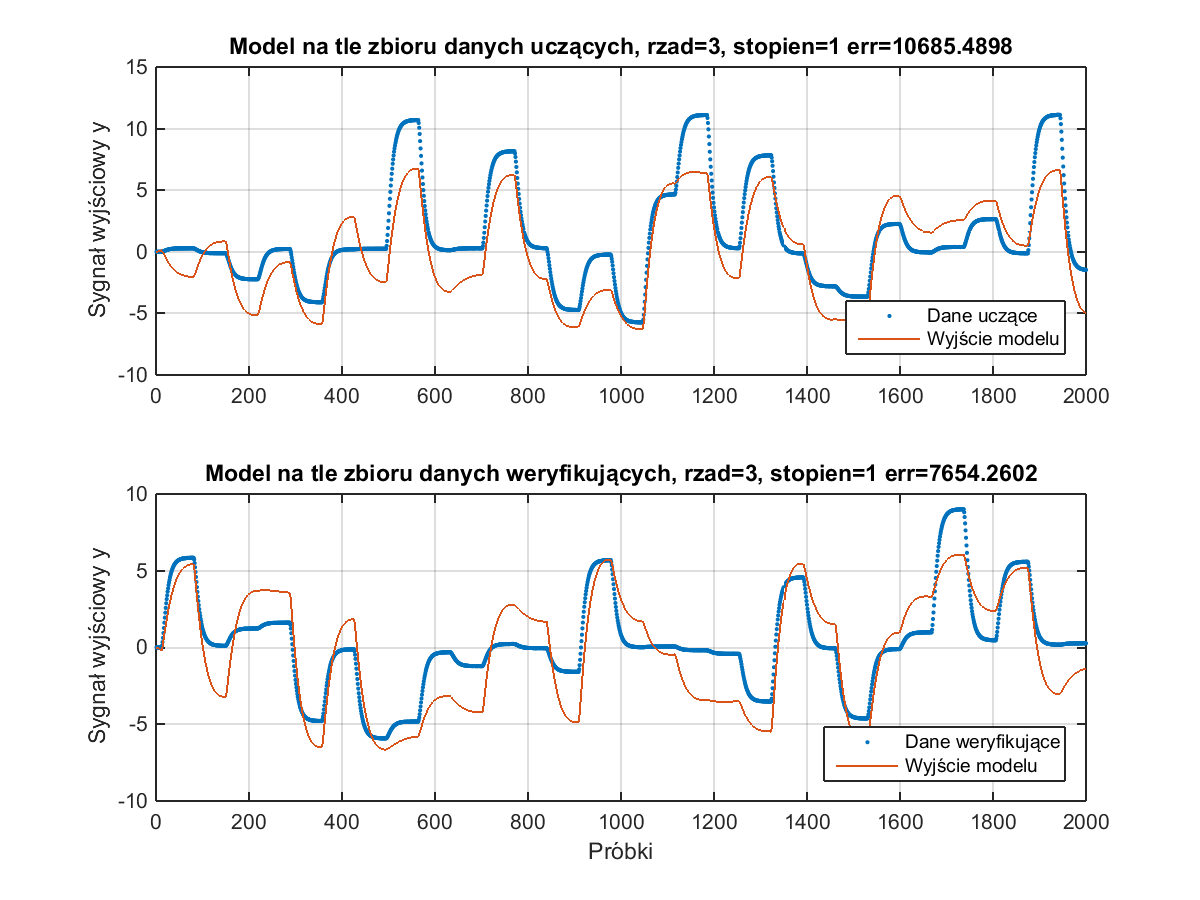 Model na tle zbioru danych uczących, rzad=3, stopien=1 err=10685.4898
15
10
5
0
-5
-10
Sygnał wyjściowy y
Dane uczące
Wyjście modelu
0 200 400 600 800 1000 1200 1400 1600 1800 2000
Model na tle zbioru danych weryfikujących, rzad=3, stopien=1 err=7654.2602
10
5
0
-5
-10
Sygnał wyjściowy y
Dane weryfikujące
Wyjście modelu
0 200 400 600 800 1000 1200 1400 1600 1800 2000
Próbki